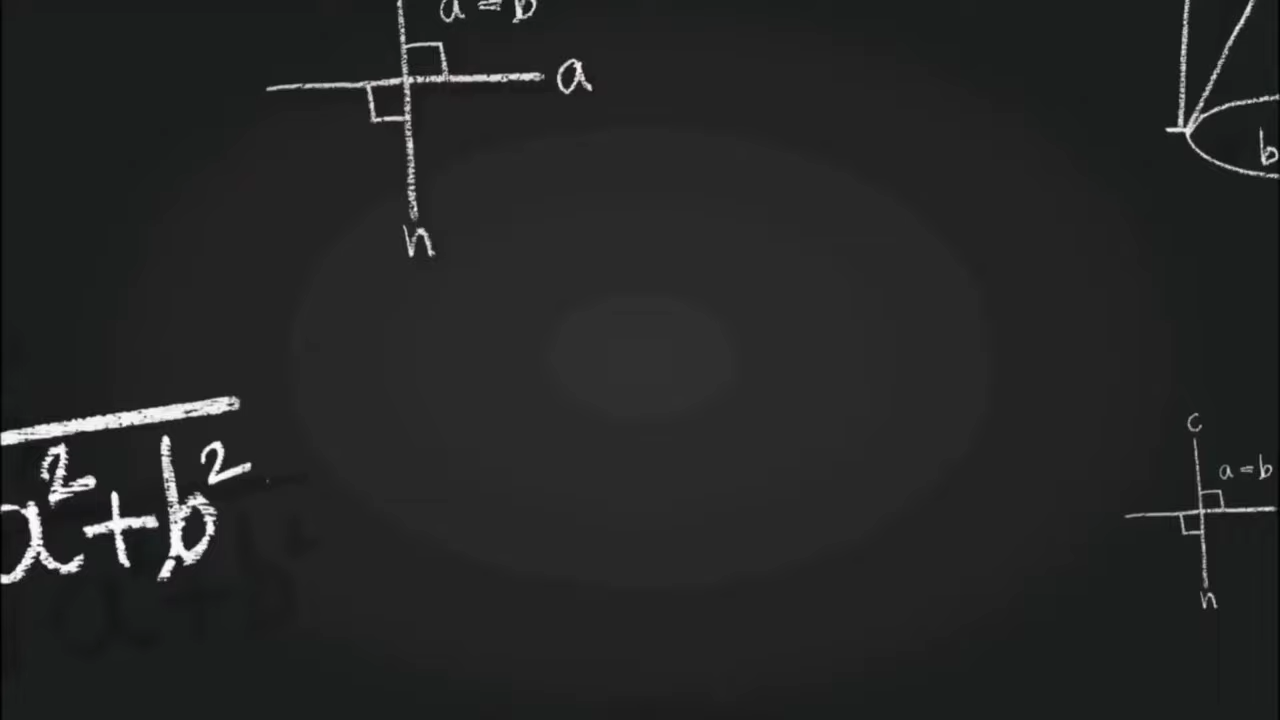 a = b
a
n
b
a²+b²
c
a = b
n